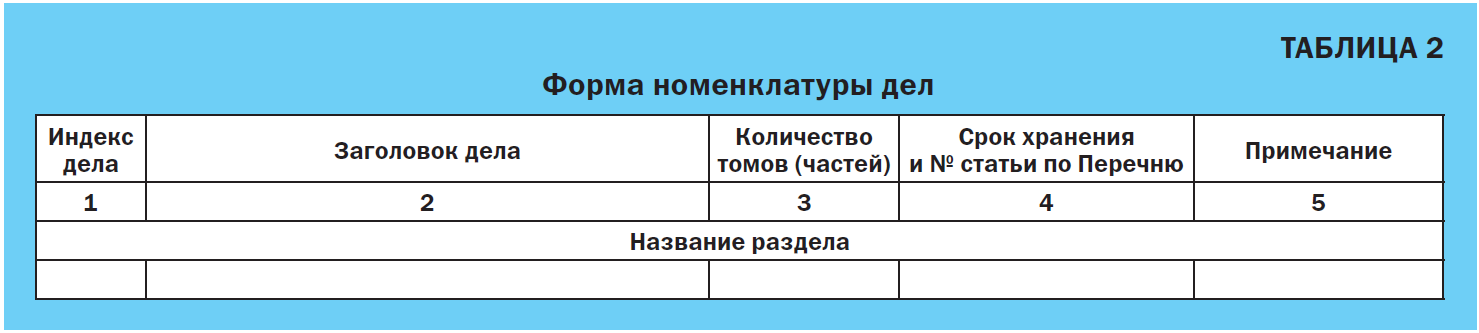 ТАБЛИЦА 2
Форма номенклатуры дел
Индекс
дела
Заголовок дела
Количество
томов (частей)
Срок хранения
и № статьи по Перечню
Примечание
1
2
3
4
5
Название раздела